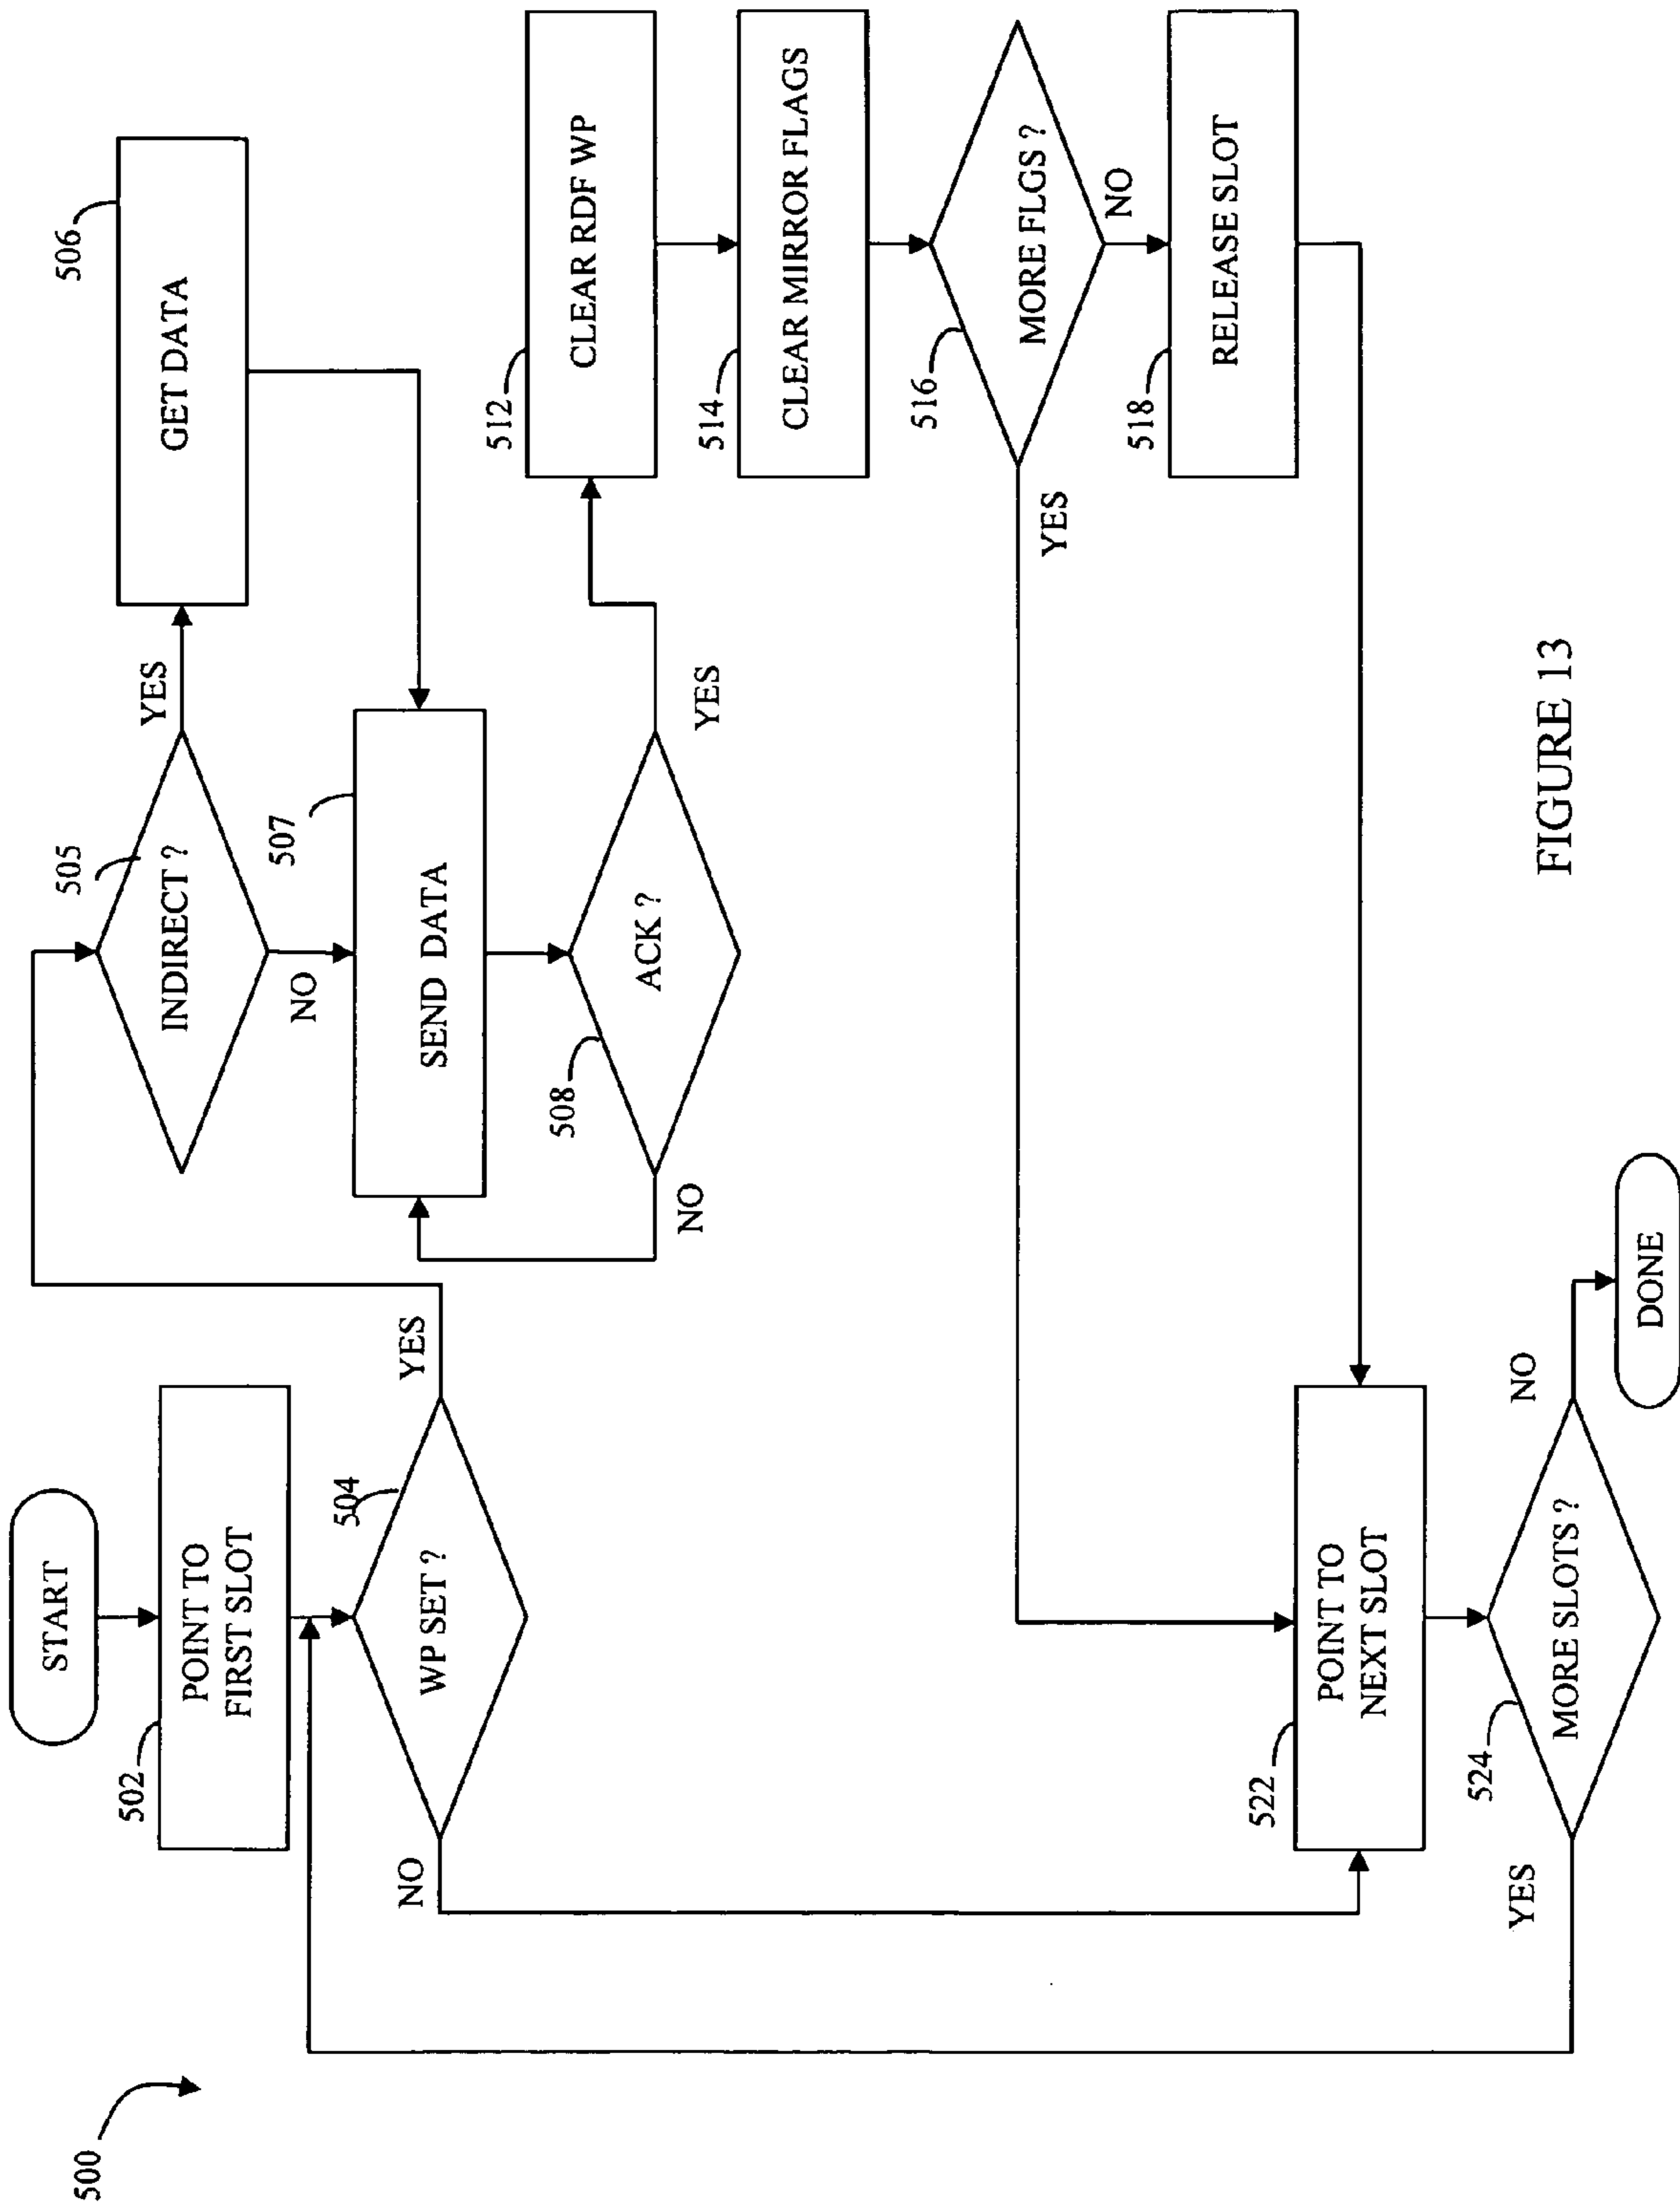 500
START
502
POINT TO
FIRST SLOT
504
WP SET ?
YES
NO
505
INDIRECT ?
YES
NO
506
GET DATA
507
SEND DATA
508
ACK ?
YES
NO
512
CLEAR RDF WP
514
CLEAR MIRROR FLAGS
516
MORE FLGS ?
YES
NO
518
RELEASE SLOT
522
POINT TO
NEXT SLOT
524
MORE SLOTS ?
YES
NO
DONE
FIGURE 13